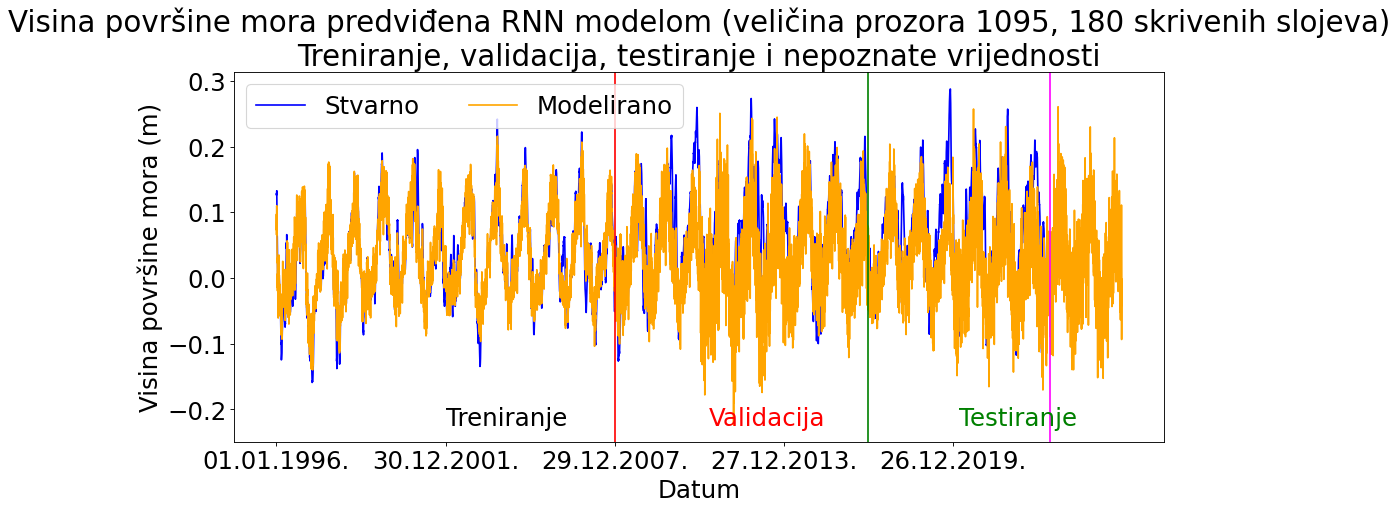 Visina površine mora predviđena RNN modelom (veličina prozora 1095, 180 skrivenih slojeva)
Treniranje, validacija, testiranje i nepoznate vrijednosti
Stvarno
Modelirano
Visina površine mora (m)
0.3
0.2
0.1
0.0
−0.1
−0.2
Treniranje
Validacija
Testiranje
01.01.1996.
30.12.2001.
29.12.2007.
27.12.2013.
26.12.2019.
Datum